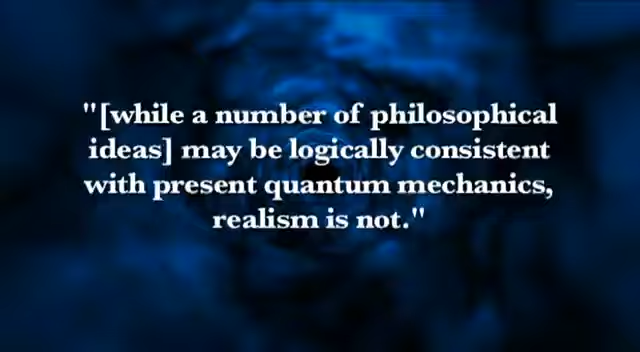 "[while a number of philosophical
ideas] may be logically consistent
with present quantum mechanics,
realism is not."